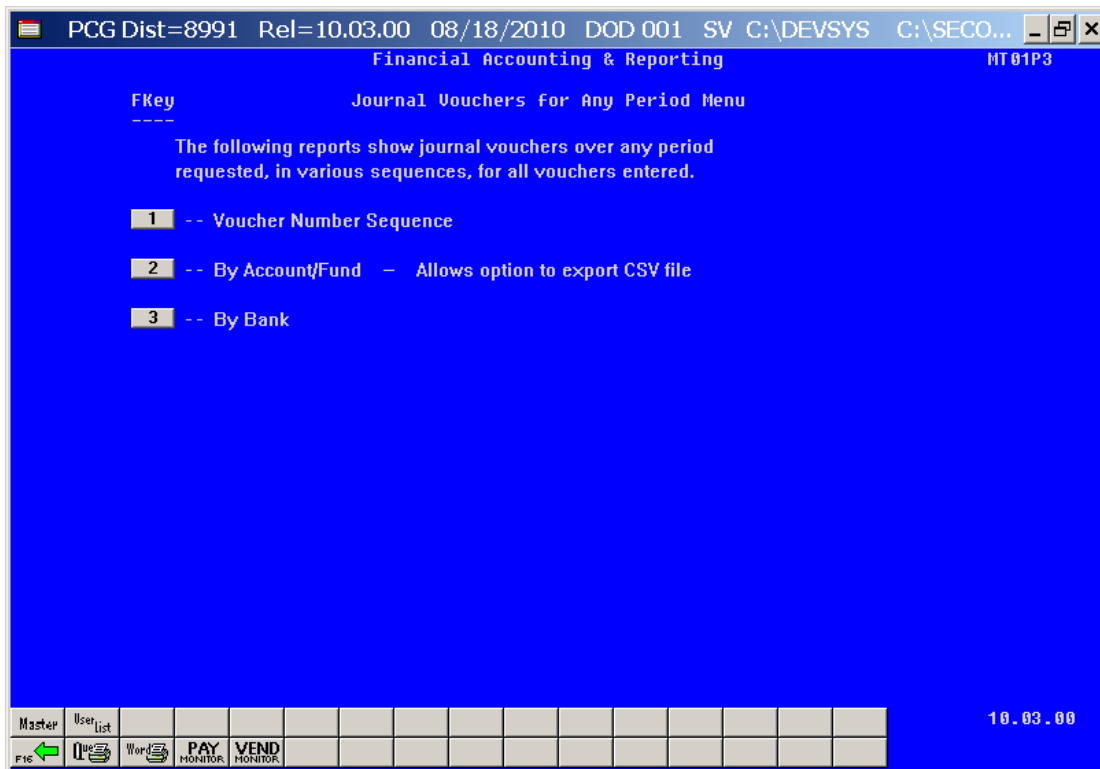 PCG Dist=8991 Rel=10.03.00 08/18/2010 DOD 001 SV C:\DEVSYS C:\SECO...
Financial Accounting & Reporting MT01P3
FKey Journal Vouchers for Any Period Menu
----
The following reports show journal vouchers over any period
requested, in various sequences, for all vouchers entered.
1 -- Voucher Number Sequence
2 -- By Account/Fund – Allows option to export CSV file
3 -- By Bank
Master User List 10.03.00
F16 Que Word PAY MONITOR VEND MONITOR